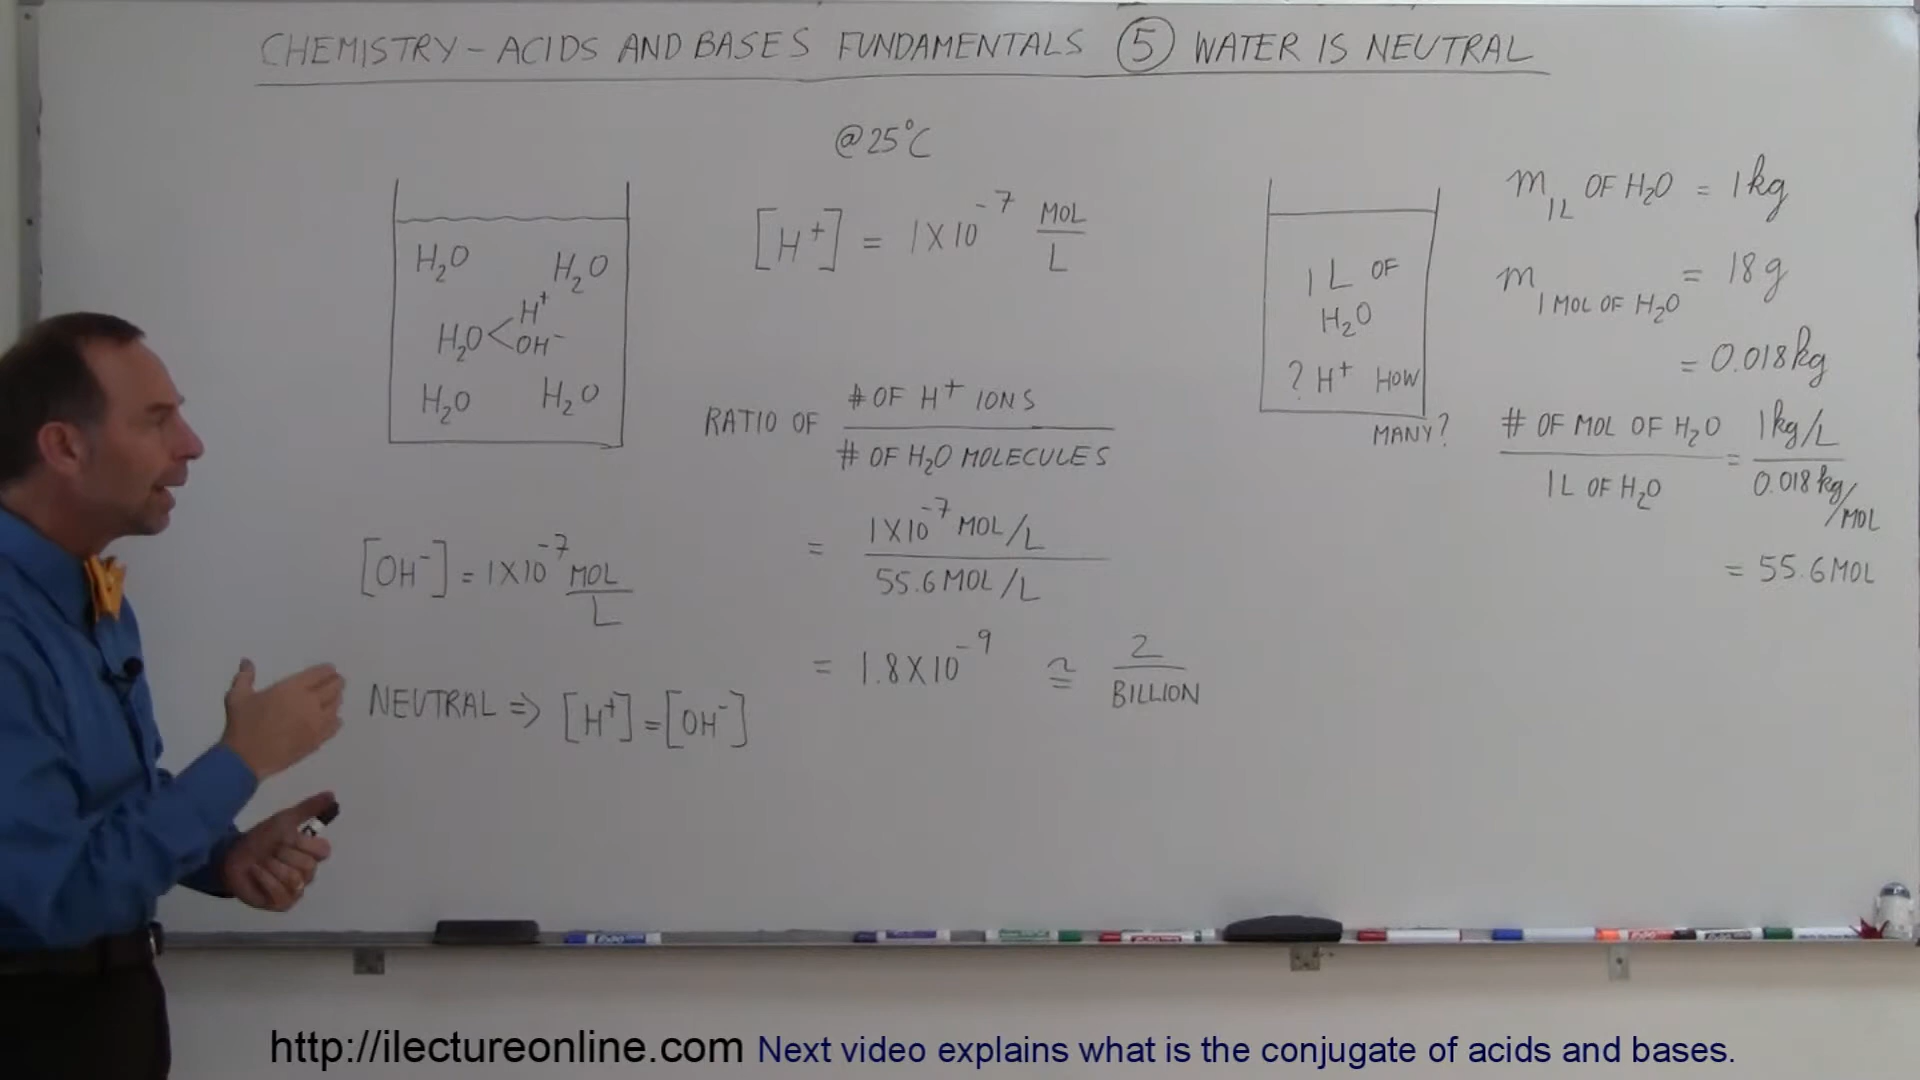 CHEMISTRY - ACIDS AND BASES FUNDAMENTALS ⑤ WATER IS NEUTRAL
@25°C
H₂O H₂O
H₂O < H⁺
OH⁻
H₂O H₂O
[H⁺] = 1X10⁻⁷ MOL/L
RATIO OF # OF H⁺ IONS / # OF H₂O MOLECULES
= 1X10⁻⁷ MOL/L / 55.6 MOL/L
= 1.8X10⁻⁹ ≅ 2/BILLION
[OH⁻] = 1X10⁻⁷ MOL/L
NEUTRAL ⇒ [H⁺] = [OH⁻]
1 L OF
H₂O
? H⁺ HOW
MANY?
m 1L OF H₂O = 1kg
m 1 MOL OF H₂O = 18g
= 0.018kg
# OF MOL OF H₂O / 1L OF H₂O = 1kg/L / 0.018kg/MOL
= 55.6 MOL
http://ilectureonline.com Next video explains what is the conjugate of acids and bases.